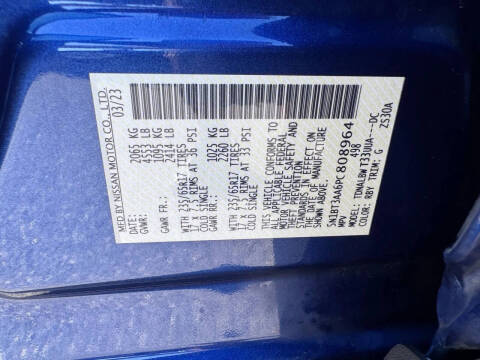 MFD BY NISSAN MOTOR CO., LTD.
03/23
GVWR: 2065 KG
4553 LB
GAWR FR.: 1095 KG
2414 LB
WITH 235/65R17 TIRES
17 X 7.5 RIMS AT 36 PSI
COLD SINGLE
GAWR RR.: 1025 KG
2260 LB
WITH 235/65R17 TIRES
17 X 7.5 RIMS AT 33 PSI
COLD SINGLE
THIS VEHICLE CONFORMS TO
ALL APPLICABLE U.S. FEDERAL
MOTOR VEHICLE SAFETY AND
THEFT PREVENTION
STANDARDS IN EFFECT ON
THE DATE OF MANUFACTURE
SHOWN ABOVE.
5N1BT3AA6PC808964
MPV 498
MODEL: TDNALBWT33UUA---DC
COLOR: RBY TRIM: G ZS30A